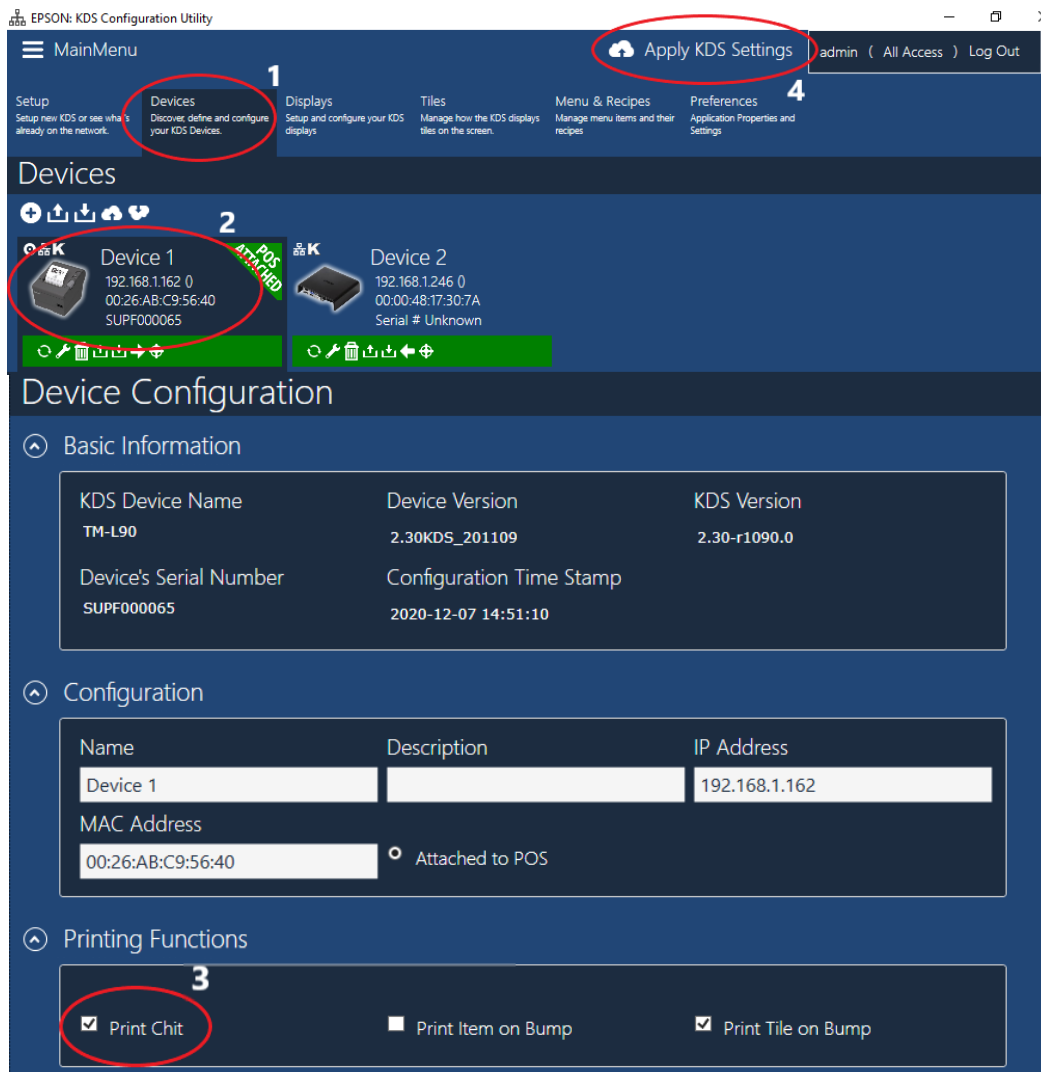 EPSON: KDS Configuration Utility
MainMenu
Apply KDS Settings
admin ( All Access ) Log Out
1
4
Setup
Setup new KDS or see what's
already on the network.
Devices
Discover, define and configure
your KDS Devices.
Displays
Setup and configure your KDS
displays
Tiles
Manage how the KDS displays
tiles on the screen.
Menu & Recipes
Manage menu items and their
recipes
Preferences
Application Properties and
Settings
Devices
2
K
Device 1
192.168.1.162 ()
00:26:AB:C9:56:40
SUPF000065
POS
ATTACHED
K
Device 2
192.168.1.246 ()
00:00:48:17:30:7A
Serial # Unknown
Device Configuration
Basic Information
KDS Device Name
TM-L90
Device Version
2.30KDS_201109
KDS Version
2.30-r1090.0
Device's Serial Number
SUPF000065
Configuration Time Stamp
2020-12-07 14:51:10
Configuration
Name
Device 1
Description
IP Address
192.168.1.162
MAC Address
00:26:AB:C9:56:40
Attached to POS
Printing Functions
3
Print Chit
Print Item on Bump
Print Tile on Bump